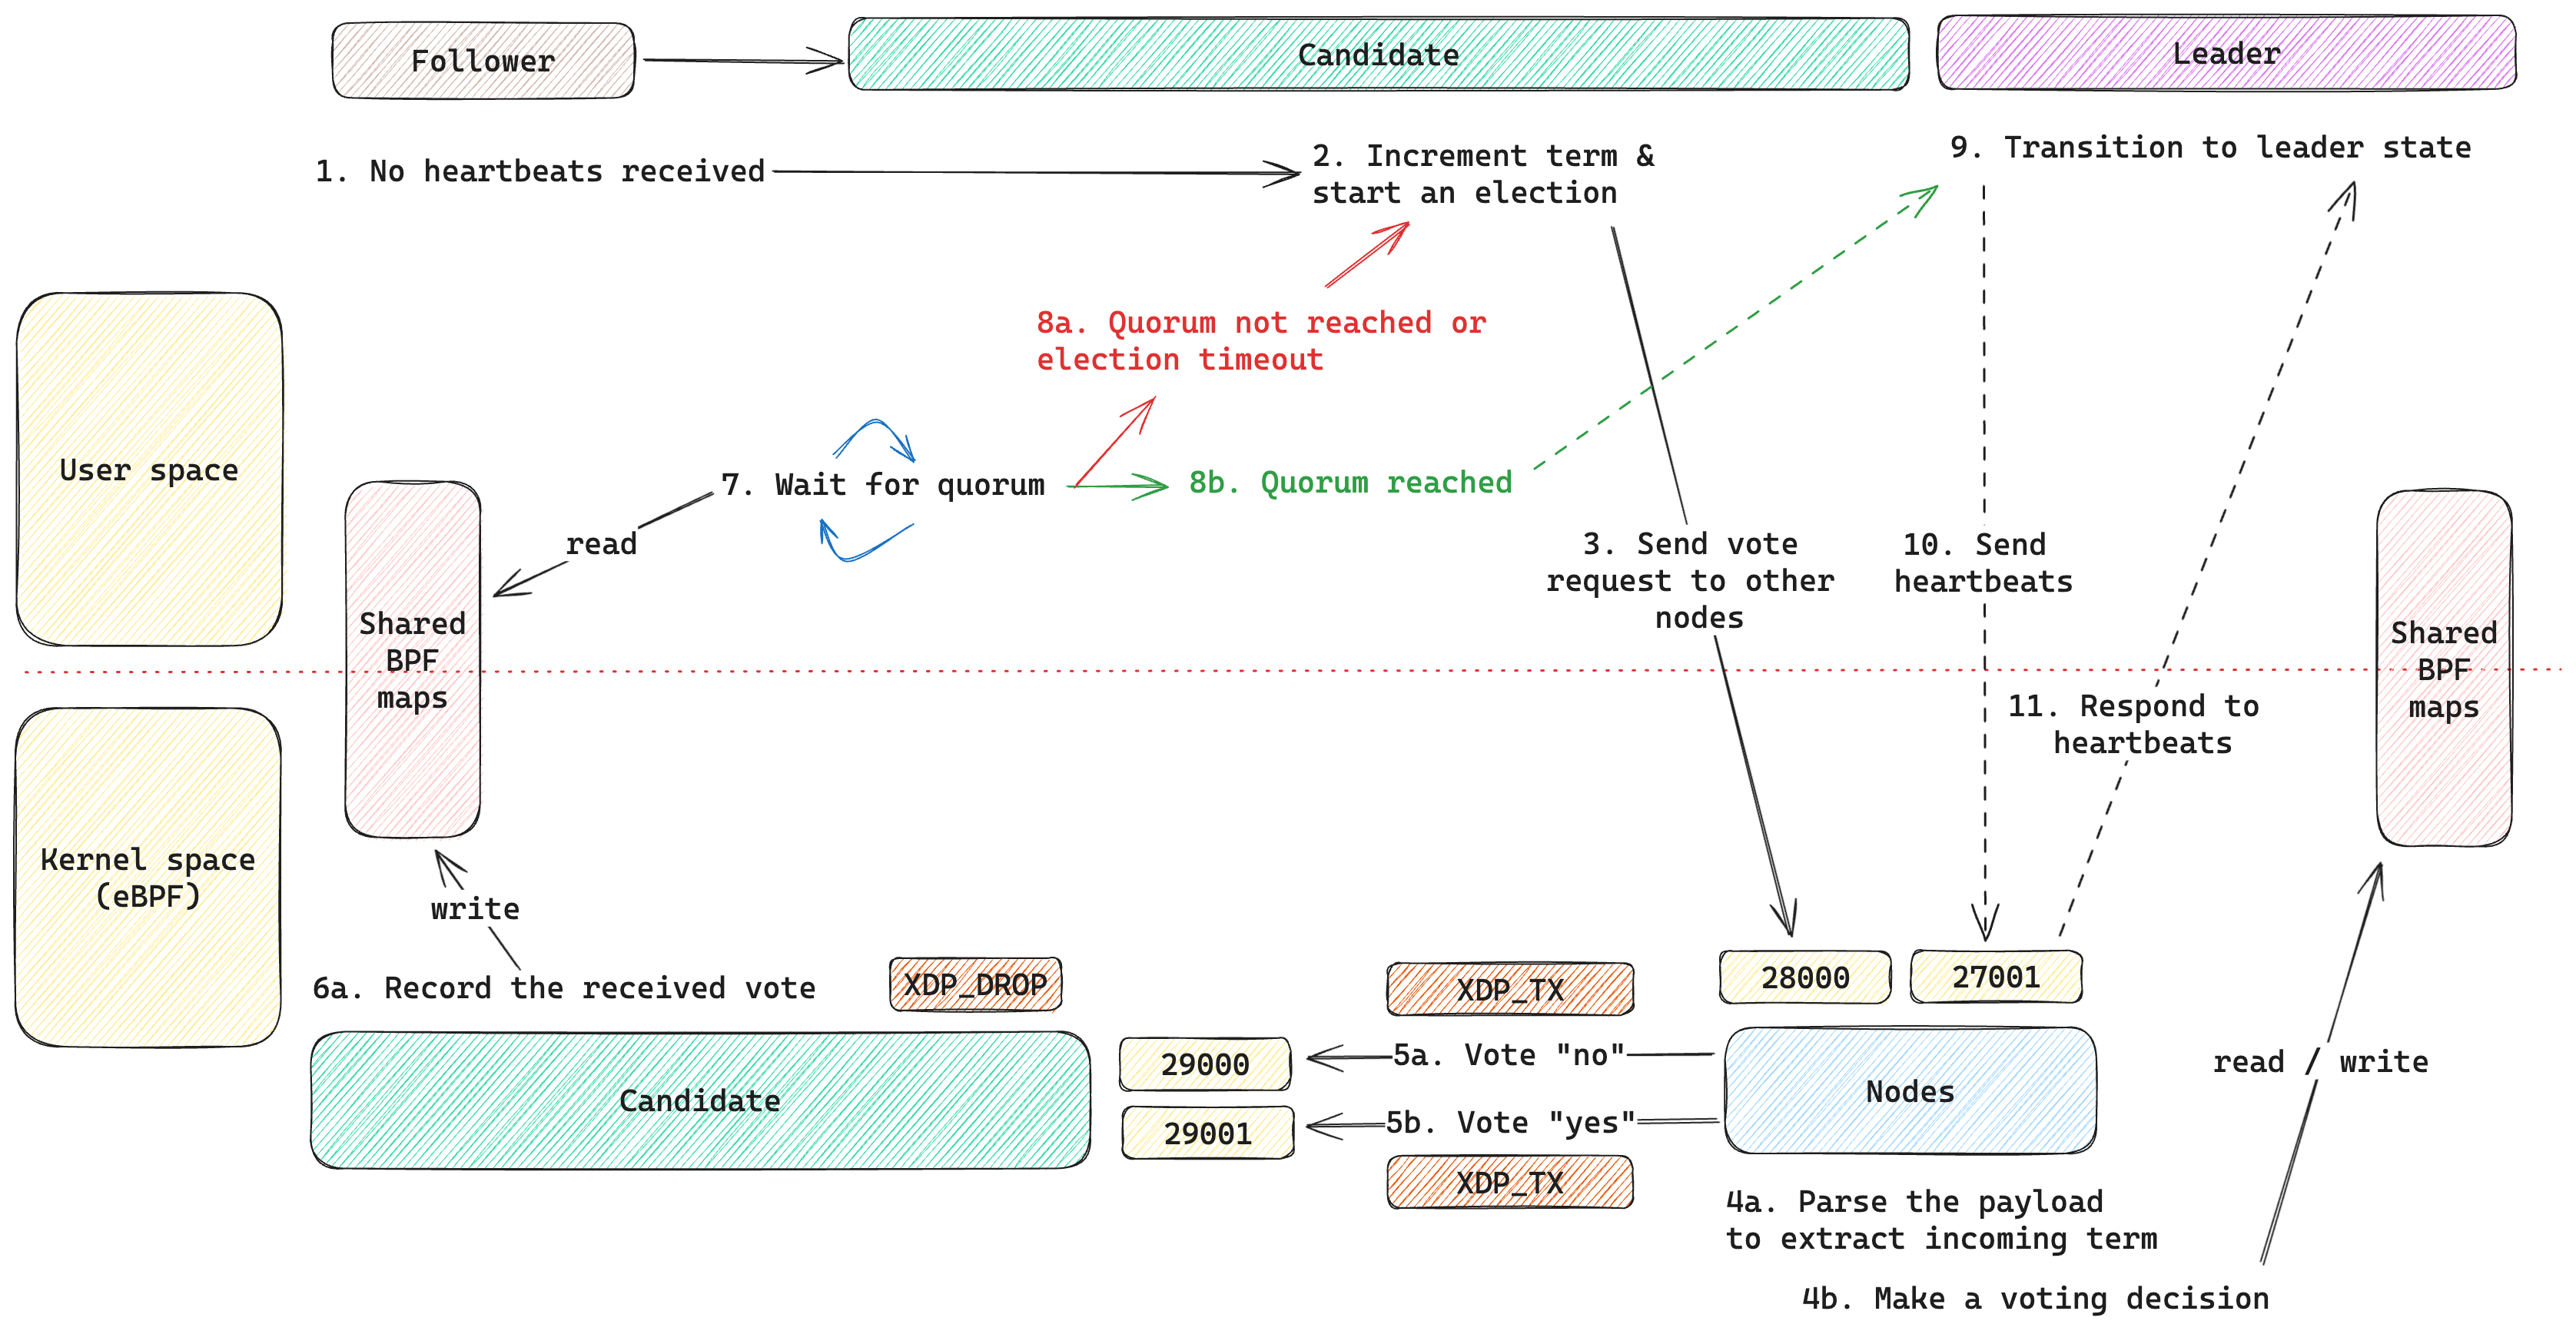 Follower
Candidate
Leader
1. No heartbeats received
2. Increment term &
start an election
9. Transition to leader state
8a. Quorum not reached or
election timeout
User space
7. Wait for quorum
8b. Quorum reached
read
3. Send vote
request to other
nodes
10. Send
heartbeats
Shared
BPF
maps
Shared
BPF
maps
11. Respond to
heartbeats
Kernel space
(eBPF)
write
6a. Record the received vote
XDP_DROP
XDP_TX
28000
27001
Candidate
29000
5a. Vote "no"
29001
5b. Vote "yes"
Nodes
read / write
XDP_TX
4a. Parse the payload
to extract incoming term
4b. Make a voting decision